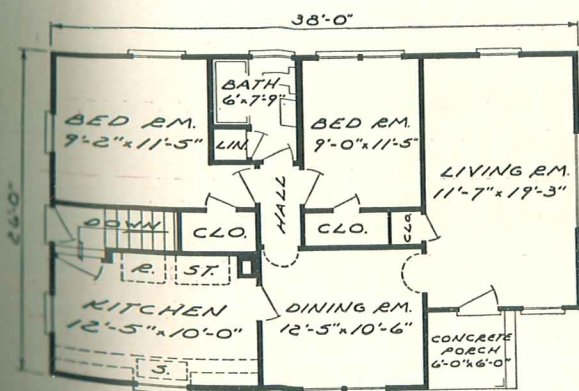 38'-0"
26'-0"
BATH
6'x7'-9"
BED RM.
9'-2"x11'-5"
LIN.
BED RM.
9'-0"x11'-5"
LIVING RM.
11'-7"x19'-3"
DOWN
CLO.
HALL
CLO.
CLO.
R.
ST.
KITCHEN
12'-5"x10'-0"
S.
DINING RM.
12'-5"x10'-6"
CONCRETE
PORCH
6'-0"x6'-0"